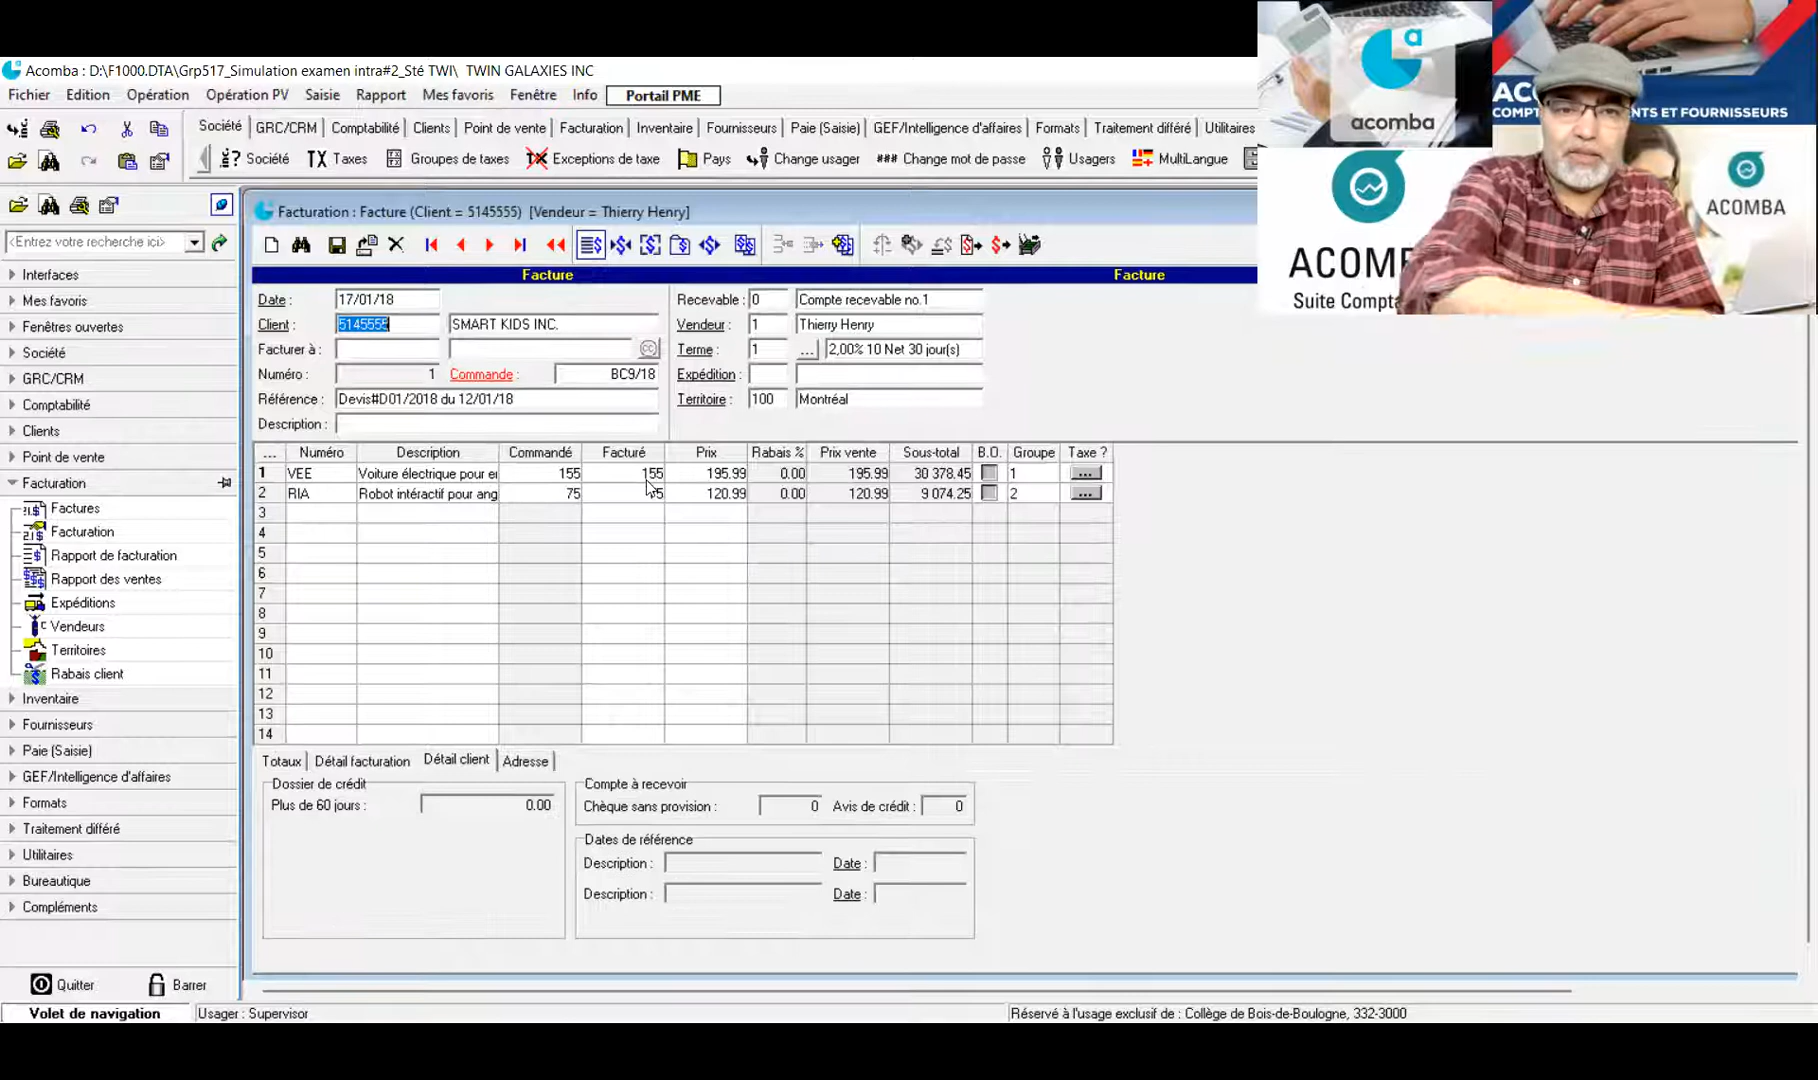 Acomba : D:\F1000.DTA\Grp517_Simulation examen intra#2_Sté TWI\ TWIN GALAXIES INC
Fichier Edition Opération Opération PV Saisie Rapport Mes favoris Fenêtre Info Portail PME
Société GRC/CRM Comptabilité Clients Point de vente Facturation Inventaire Fournisseurs Paie (Saisie) GEF/Intelligence d'affaires Formats Traitement différé Utilitaires
Société Taxes Groupes de taxes Exceptions de taxe Pays Change usager Change mot de passe Usagers MultiLangue
acomba
NTS ET FOURNISSEURS
ACOMBA
Suite Compta
ACOMBA
<Entrez votre recherche ici>
Interfaces
Mes favoris
Fenêtres ouvertes
Société
GRC/CRM
Comptabilité
Clients
Point de vente
Facturation
Factures
Facturation
Rapport de facturation
Rapport des ventes
Expéditions
Vendeurs
Territoires
Rabais client
Inventaire
Fournisseurs
Paie (Saisie)
GEF/Intelligence d'affaires
Formats
Traitement différé
Utilitaires
Bureautique
Compléments
Quitter Barrer
Volet de navigation
Facturation : Facture (Client = 5145555) [Vendeur = Thierry Henry]
Facture Facture
Date : 17/01/18 Recevable : 0 Compte recevable no.1
Client : 5145555 SMART KIDS INC. Vendeur : 1 Thierry Henry
Facturer à : Terme : 1 ... 2,00% 10 Net 30 jour(s)
Numéro : 1 Commande : BC9/18 Expédition :
Référence : Devis#D01/2018 du 12/01/18 Territoire : 100 Montréal
Description :
... Numéro Description Commandé Facturé Prix Rabais % Prix vente Sous-total B.O. Groupe Taxe ?
1 VEE Voiture électrique pour e 155 155 195.99 0.00 195.99 30 378.45 1 ...
2 RIA Robot intéractif pour ang 75 120.99 0.00 120.99 9 074.25 2 ...
3
4
5
6
7
8
9
10
11
12
13
14
Totaux Détail facturation Détail client Adresse
Dossier de crédit Compte à recevoir
Plus de 60 jours : 0.00 Chèque sans provision : 0 Avis de crédit : 0
Dates de référence
Description : Date :
Description : Date :
Usager : Supervisor Réservé à l'usage exclusif de : Collège de Bois-de-Boulogne, 332-3000